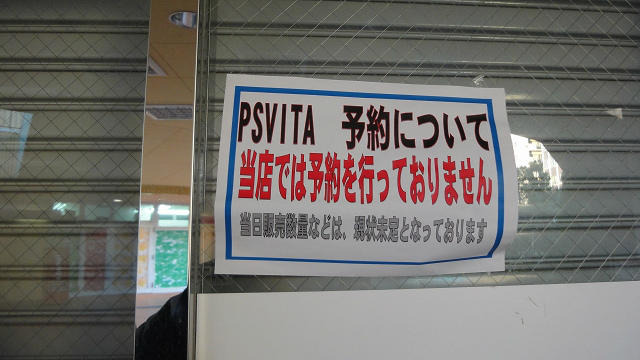 PSVITA 予約について
当店では予約を行っておりません
当日販売数量などは、現状未定となっております